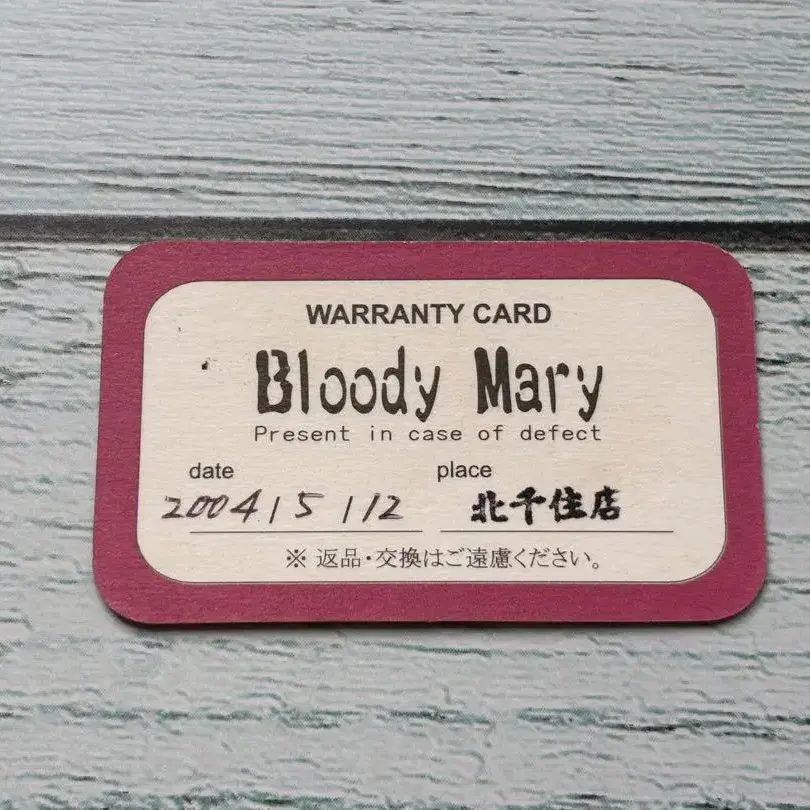 WARRANTY CARD
Bloody Mary
Present in case of defect
date place
2004/5/12 北千住店
※ 返品・交換はご遠慮ください。